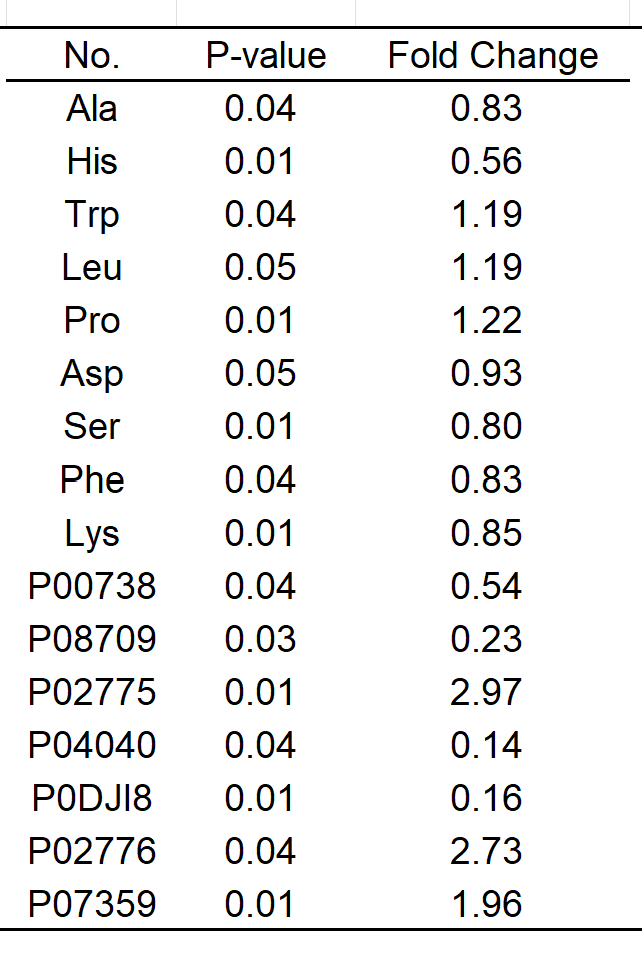 No. P-value Fold Change
Ala 0.04 0.83
His 0.01 0.56
Trp 0.04 1.19
Leu 0.05 1.19
Pro 0.01 1.22
Asp 0.05 0.93
Ser 0.01 0.80
Phe 0.04 0.83
Lys 0.01 0.85
P00738 0.04 0.54
P08709 0.03 0.23
P02775 0.01 2.97
P04040 0.04 0.14
P0DJI8 0.01 0.16
P02776 0.04 2.73
P07359 0.01 1.96